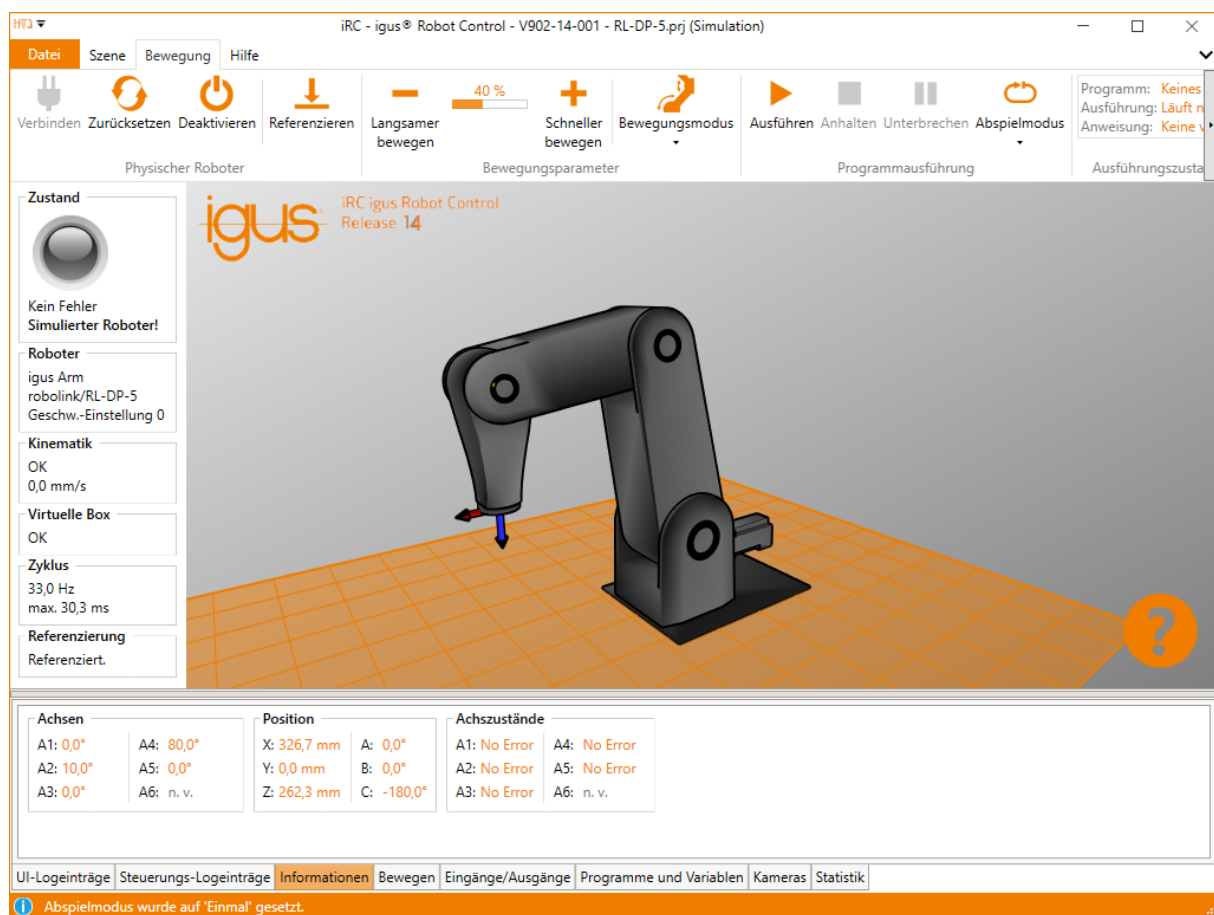 iRC - igus® Robot Control - V902-14-001 - RL-DP-5.prj (Simulation)
Datei Szene Bewegung Hilfe
40 %
Verbinden Zurücksetzen Deaktivieren Referenzieren Langsamer bewegen Schneller bewegen Bewegungsmodus Ausführen Anhalten Unterbrechen Abspielmodus
Programm: Keines
Ausführung: Läuft n
Anweisung: Keine v
Physischer Roboter Bewegungsparameter Programmausführung Ausführungszusta
Zustand
Kein Fehler
Simulierter Roboter!
Roboter
igus Arm
robolink/RL-DP-5
Geschw.-Einstellung 0
Kinematik
OK
0,0 mm/s
Virtuelle Box
OK
Zyklus
33,0 Hz
max. 30,3 ms
Referenzierung
Referenziert.
igus
iRC igus Robot Control
Release 14
?
Achsen
A1: 0,0° A4: 80,0°
A2: 10,0° A5: 0,0°
A3: 0,0° A6: n. v.
Position
X: 326,7 mm A: 0,0°
Y: 0,0 mm B: 0,0°
Z: 262,3 mm C: -180,0°
Achszustände
A1: No Error A4: No Error
A2: No Error A5: No Error
A3: No Error A6: n. v.
UI-Logeinträge Steuerungs-Logeinträge Informationen Bewegen Eingänge/Ausgänge Programme und Variablen Kameras Statistik
Abspielmodus wurde auf 'Einmal' gesetzt.